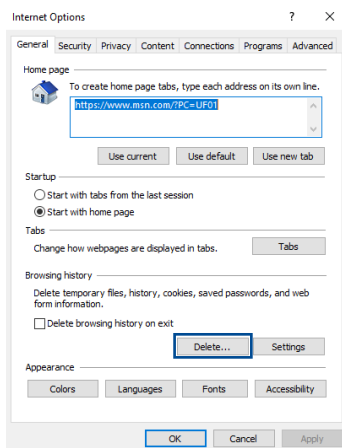 Internet Options ? ×
General Security Privacy Content Connections Programs Advanced
Home page
To create home page tabs, type each address on its own line.
https://www.msn.com/?PC=UF01
Use current Use default Use new tab
Startup
Start with tabs from the last session
Start with home page
Tabs
Change how webpages are displayed in tabs. Tabs
Browsing history
Delete temporary files, history, cookies, saved passwords, and web
form information.
Delete browsing history on exit
Delete... Settings
Appearance
Colors Languages Fonts Accessibility
OK Cancel Apply